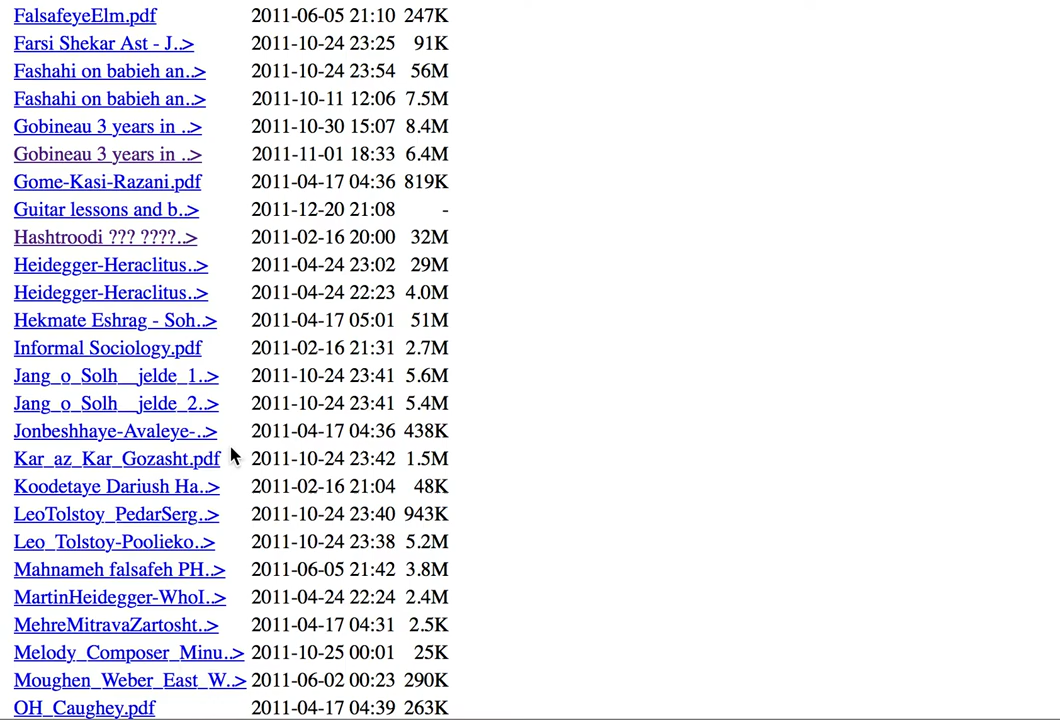 FalsafeyeElm.pdf 2011-06-05 21:10 247K
Farsi Shekar Ast - J..> 2011-10-24 23:25 91K
Fashahi on babieh an..> 2011-10-24 23:54 56M
Fashahi on babieh an..> 2011-10-11 12:06 7.5M
Gobineau 3 years in ..> 2011-10-30 15:07 8.4M
Gobineau 3 years in ..> 2011-11-01 18:33 6.4M
Gome-Kasi-Razani.pdf 2011-04-17 04:36 819K
Guitar lessons and b..> 2011-12-20 21:08 -
Hashtroodi ??? ????..> 2011-02-16 20:00 32M
Heidegger-Heraclitus..> 2011-04-24 23:02 29M
Heidegger-Heraclitus..> 2011-04-24 22:23 4.0M
Hekmate Eshrag - Soh..> 2011-04-17 05:01 51M
Informal Sociology.pdf 2011-02-16 21:31 2.7M
Jang_o_Solh__jelde_1..> 2011-10-24 23:41 5.6M
Jang_o_Solh__jelde_2..> 2011-10-24 23:41 5.4M
Jonbeshhaye-Avaleye-..> 2011-04-17 04:36 438K
Kar_az_Kar_Gozasht.pdf 2011-10-24 23:42 1.5M
Koodetaye Dariush Ha..> 2011-02-16 21:04 48K
LeoTolstoy_PedarSerg..> 2011-10-24 23:40 943K
Leo_Tolstoy-Poolieko..> 2011-10-24 23:38 5.2M
Mahnameh falsafeh PH..> 2011-06-05 21:42 3.8M
MartinHeidegger-WhoI..> 2011-04-24 22:24 2.4M
MehreMitravaZartosht..> 2011-04-17 04:31 2.5K
Melody_Composer_Minu..> 2011-10-25 00:01 25K
Moughen_Weber_East_W..> 2011-06-02 00:23 290K
OH_Caughey.pdf 2011-04-17 04:39 263K